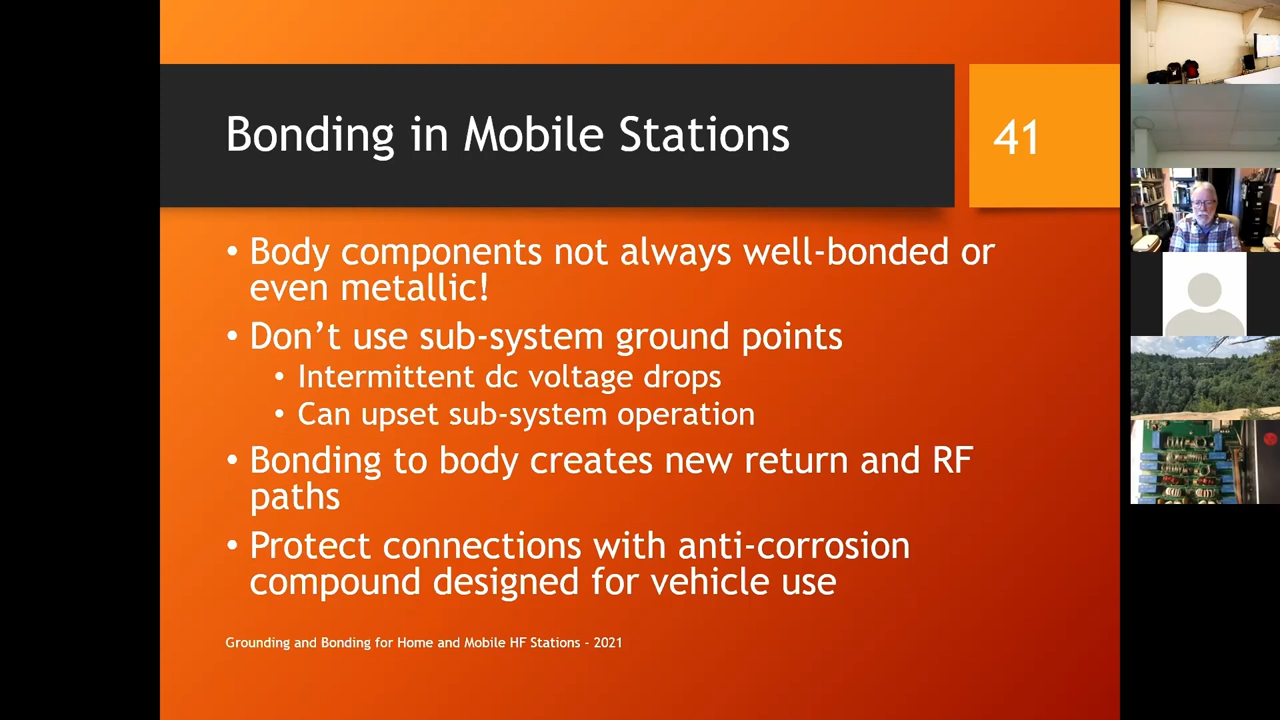 Bonding in Mobile Stations
41
• Body components not always well-bonded or
even metallic!
• Don’t use sub-system ground points
• Intermittent dc voltage drops
• Can upset sub-system operation
• Bonding to body creates new return and RF
paths
• Protect connections with anti-corrosion
compound designed for vehicle use
Grounding and Bonding for Home and Mobile HF Stations - 2021